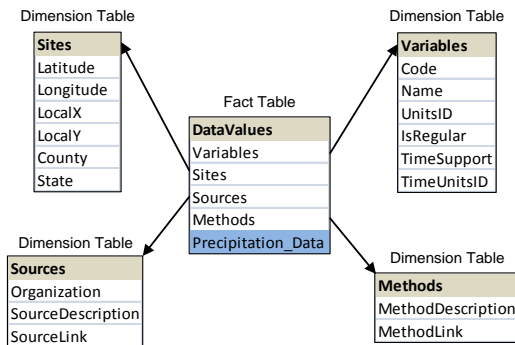 Dimension Table
Sites
Latitude
Longitude
LocalX
LocalY
County
State
Dimension Table
Variables
Code
Name
UnitsID
IsRegular
TimeSupport
TimeUnitsID
Fact Table
DataValues
Variables
Sites
Sources
Methods
Precipitation_Data
Dimension Table
Sources
Organization
SourceDescription
SourceLink
Dimension Table
Methods
MethodDescription
MethodLink